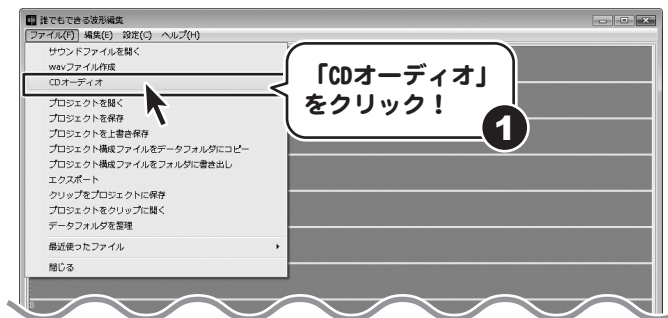 誰でもできる波形編集
ファイル(F) 編集(E) 設定(C) ヘルプ(H)
サウンドファイルを開く
wavファイル作成
CDオーディオ
プロジェクトを開く
プロジェクトを保存
プロジェクトを上書き保存
プロジェクト構成ファイルをデータフォルダにコピー
プロジェクト構成ファイルをフォルダに書き出し
エクスポート
クリップをプロジェクトに保存
プロジェクトをクリップに開く
データフォルダを整理
最近使ったファイル
閉じる
「CDオーディオ」
をクリック！
1